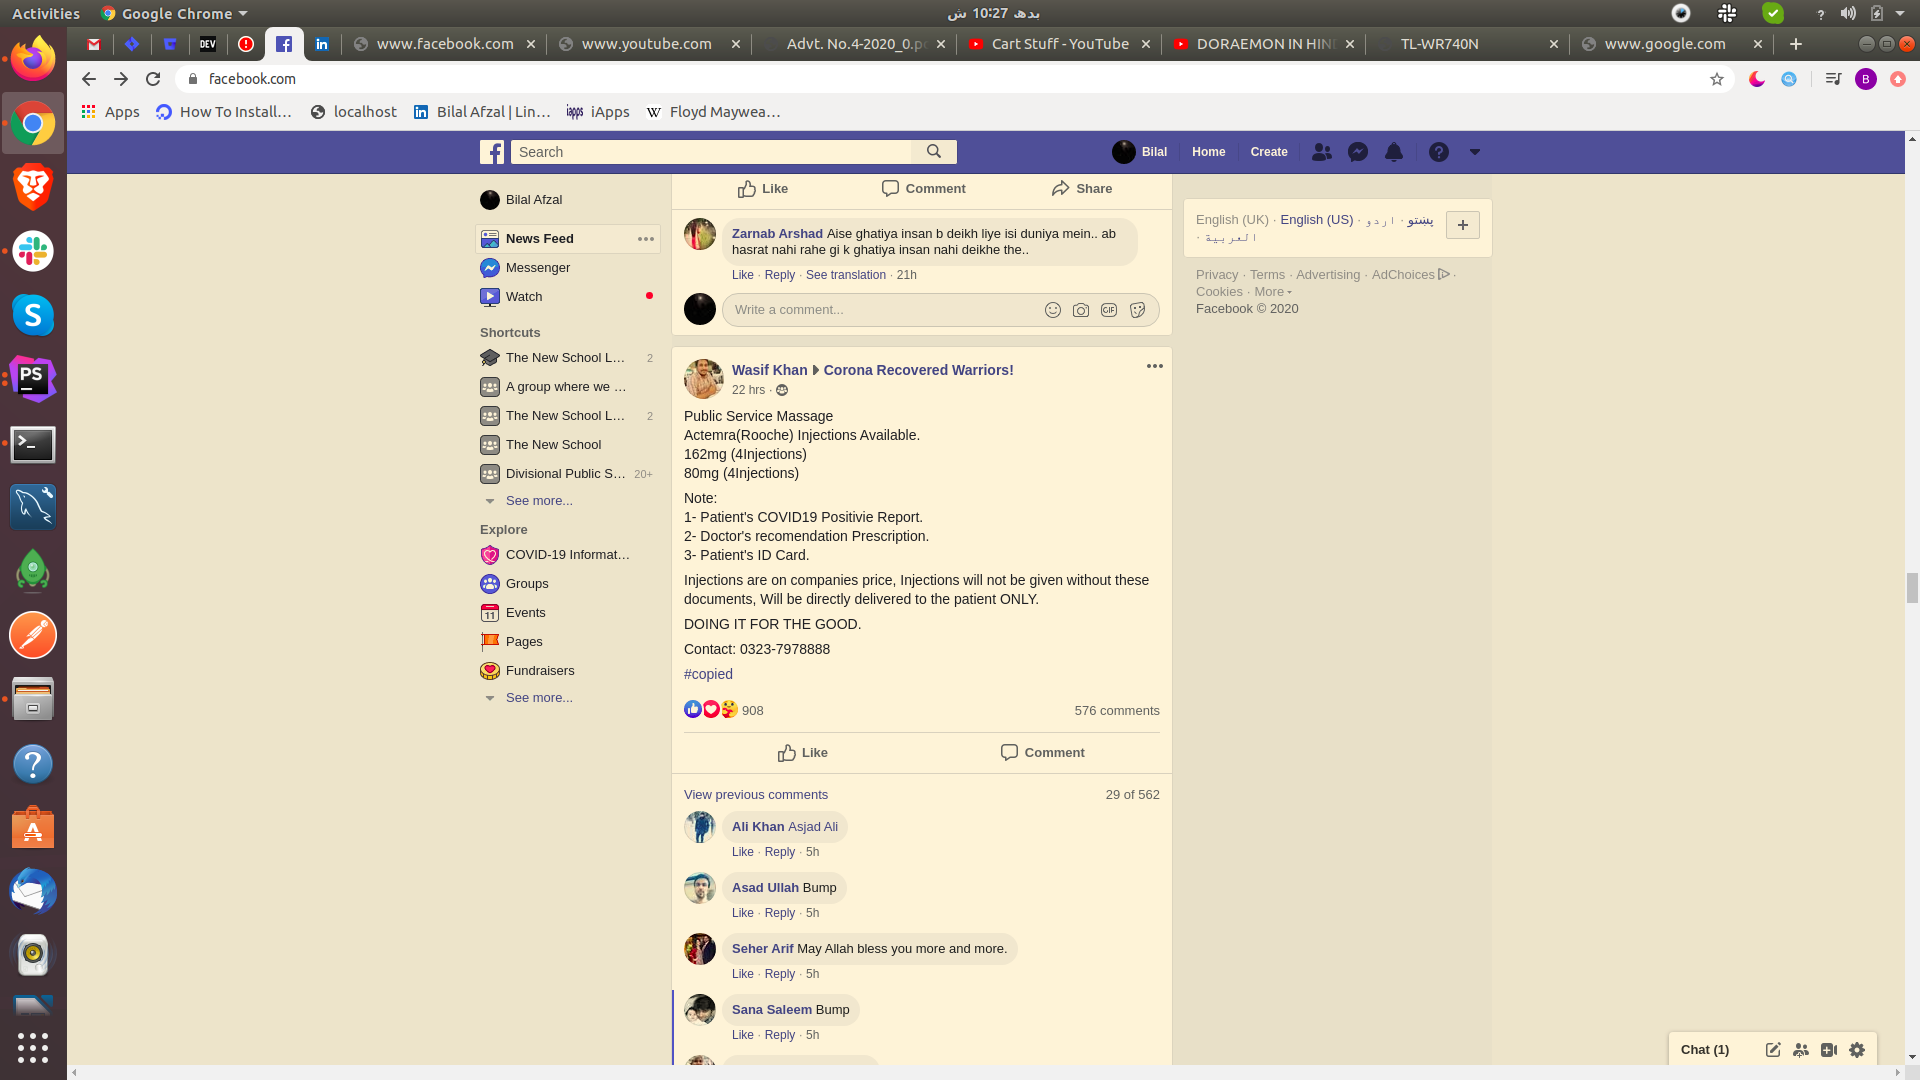 Activities
Google Chrome
بدھ 10:27 ش
DEV
www.facebook.com
www.youtube.com
Advt. No.4-2020_0.p
Cart Stuff - YouTube
DORAEMON IN HIN
TL-WR740N
www.google.com
facebook.com
B
Apps
How To Install…
localhost
Bilal Afzal | Lin…
iApps
Floyd Maywea…
Search
Bilal
Home
Create
Bilal Afzal
News Feed
Messenger
Watch
Shortcuts
The New School L... 2
A group where we ...
The New School L... 2
The New School
Divisional Public S... 20+
See more...
Explore
COVID-19 Informat...
Groups
Events
Pages
Fundraisers
See more...
Like
Comment
Share
Zarnab Arshad Aise ghatiya insan b deikh liye isi duniya mein.. ab
hasrat nahi rahe gi k ghatiya insan nahi deikhe the..
Like · Reply · See translation · 21h
Write a comment...
GIF
Wasif Khan Corona Recovered Warriors!
22 hrs ·
Public Service Massage
Actemra(Rooche) Injections Available.
162mg (4Injections)
80mg (4Injections)
Note:
1- Patient's COVID19 Positivie Report.
2- Doctor's recomendation Prescription.
3- Patient's ID Card.
Injections are on companies price, Injections will not be given without these
documents, Will be directly delivered to the patient ONLY.
DOING IT FOR THE GOOD.
Contact: 0323-7978888
#copied
908
576 comments
Like
Comment
View previous comments
29 of 562
Ali Khan Asjad Ali
Like · Reply · 5h
Asad Ullah Bump
Like · Reply · 5h
Seher Arif May Allah bless you more and more.
Like · Reply · 5h
Sana Saleem Bump
Like · Reply · 5h
English (UK) · English (US) · اردو · پښتو
· العربية
Privacy · Terms · Advertising · AdChoices ·
Cookies · More
Facebook © 2020
Chat (1)